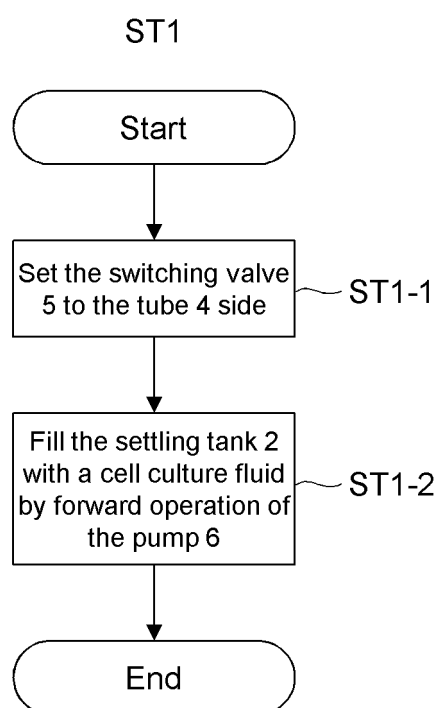 ST1
Start
Set the switching valve
5 to the tube 4 side
ST1-1
Fill the settling tank 2
with a cell culture fluid
by forward operation of
the pump 6
ST1-2
End